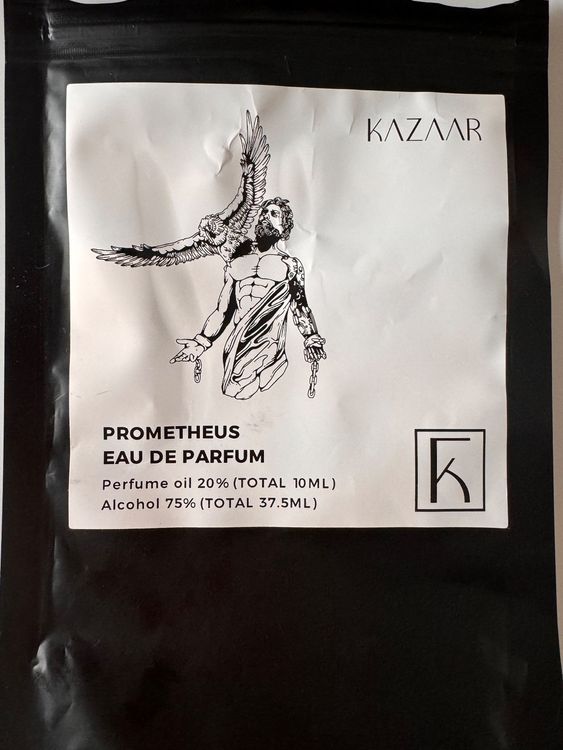 KAZAAR
PROMETHEUS
EAU DE PARFUM
Perfume oil 20% (TOTAL 10ML)
Alcohol 75% (TOTAL 37.5ML)
K